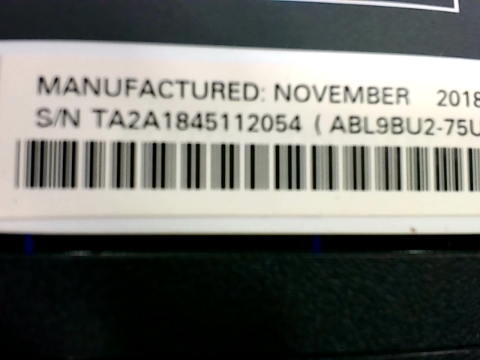 MANUFACTURED: NOVEMBER 2018
S/N TA2A1845112054 ( ABL9BU2-75U